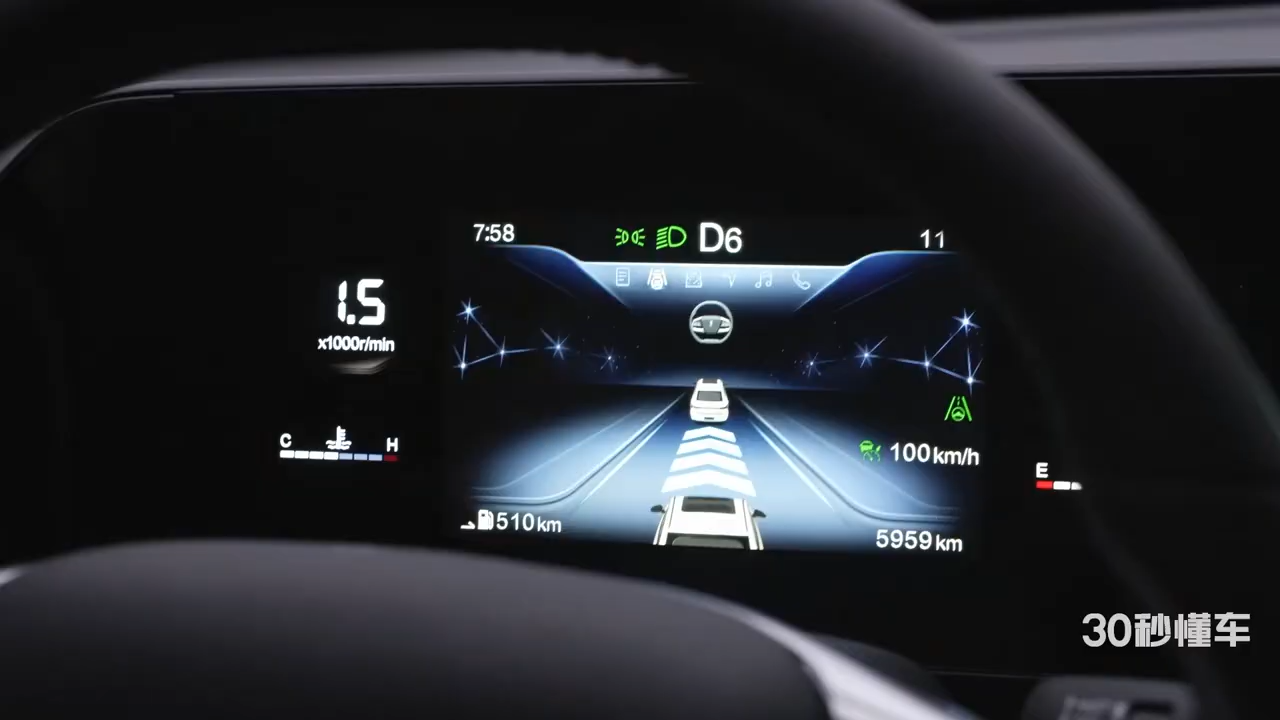 7:58
D6
11
1.5
x1000r/min
C
H
100km/h
E
510km
5959km
30秒懂车